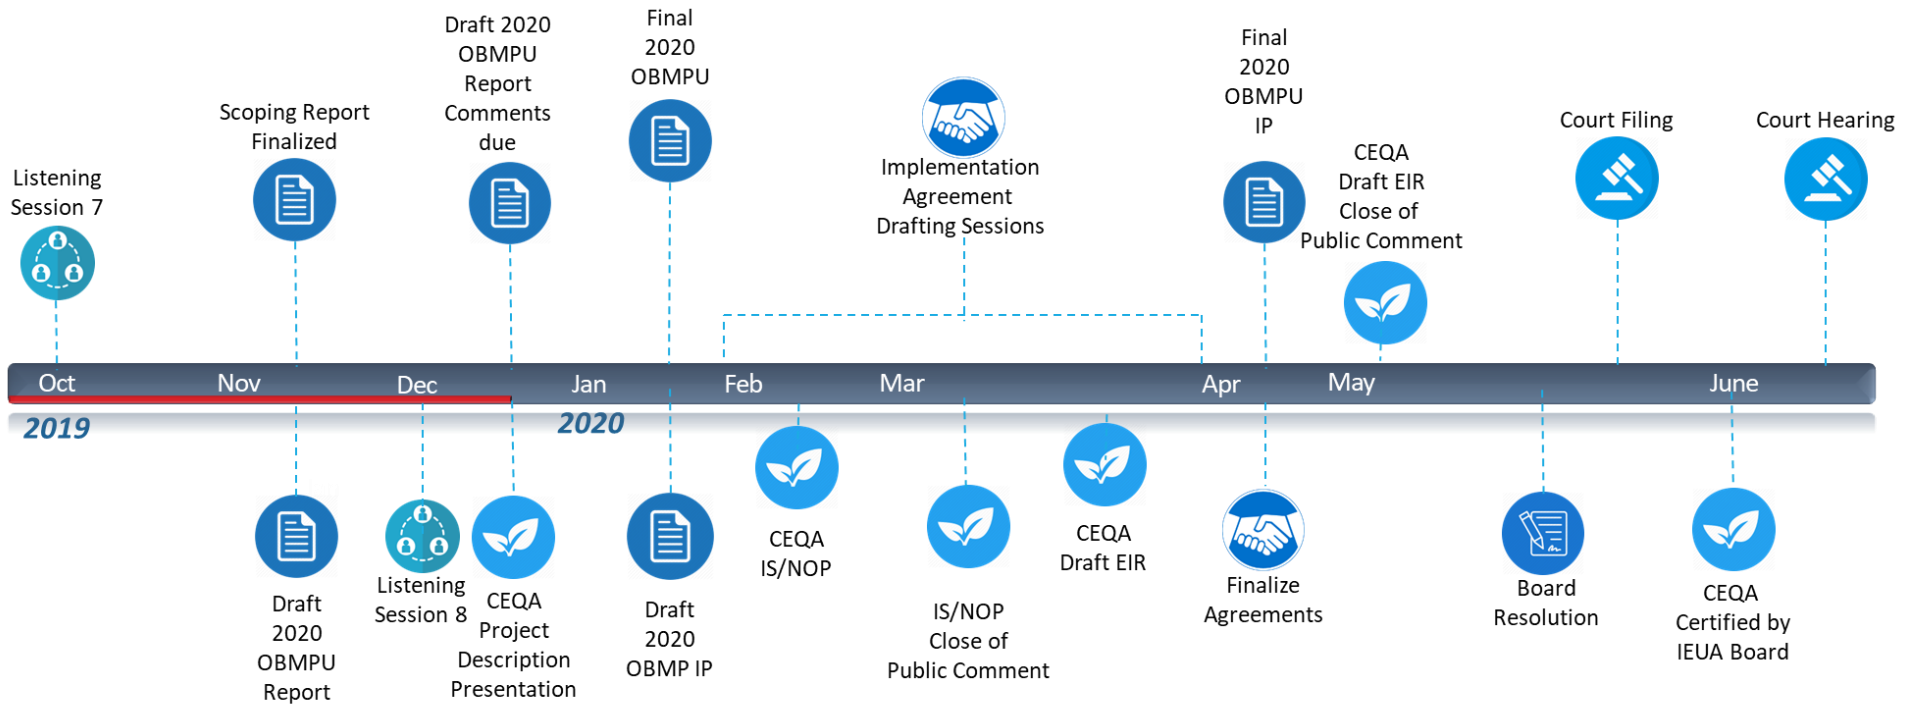 Listening
Session 7
Scoping Report
Finalized
Draft 2020
OBMPU
Report
Comments
due
Final
2020
OBMPU
Implementation
Agreement
Drafting Sessions
Final
2020
OBMPU
IP
CEQA
Draft EIR
Close of
Public Comment
Court Filing
Court Hearing
Oct
Nov
Dec
Jan
Feb
Mar
Apr
May
June
2019
2020
Draft
2020
OBMPU
Report
Listening
Session 8
CEQA
Project
Description
Presentation
Draft
2020
OBMP IP
CEQA
IS/NOP
IS/NOP
Close of
Public Comment
CEQA
Draft EIR
Finalize
Agreements
Board
Resolution
CEQA
Certified by
IEUA Board